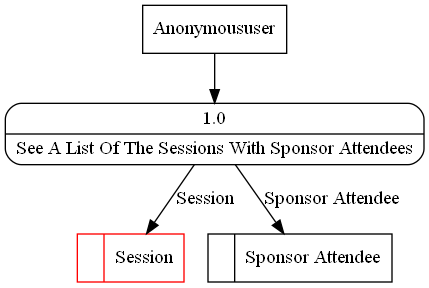 Anonymoususer
1.0
See A List Of The Sessions With Sponsor Attendees
Session
Sponsor Attendee
Session
Sponsor Attendee